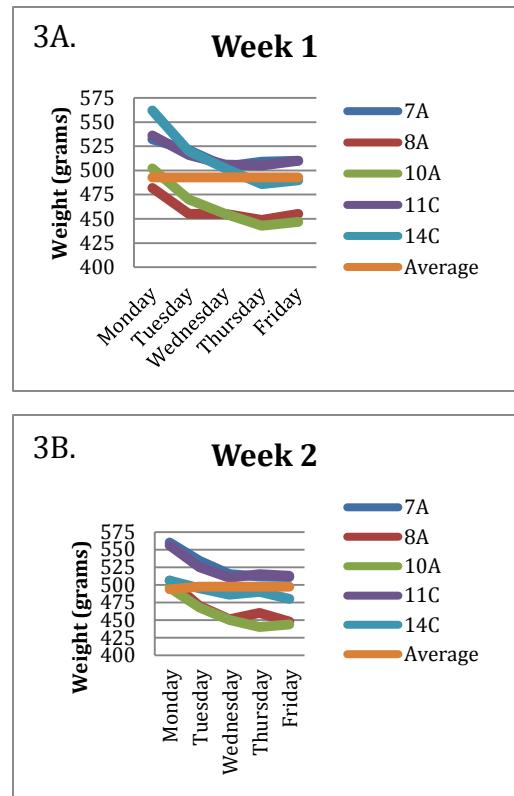 3A.
Week 1
Weight (grams)
575
550
525
500
475
450
425
400
Monday
Tuesday
Wednesday
Thursday
Friday
7A
8A
10A
11C
14C
Average
3B.
Week 2
Weight (grams)
575
550
525
500
475
450
425
400
Monday
Tuesday
Wednesday
Thursday
Friday
7A
8A
10A
11C
14C
Average